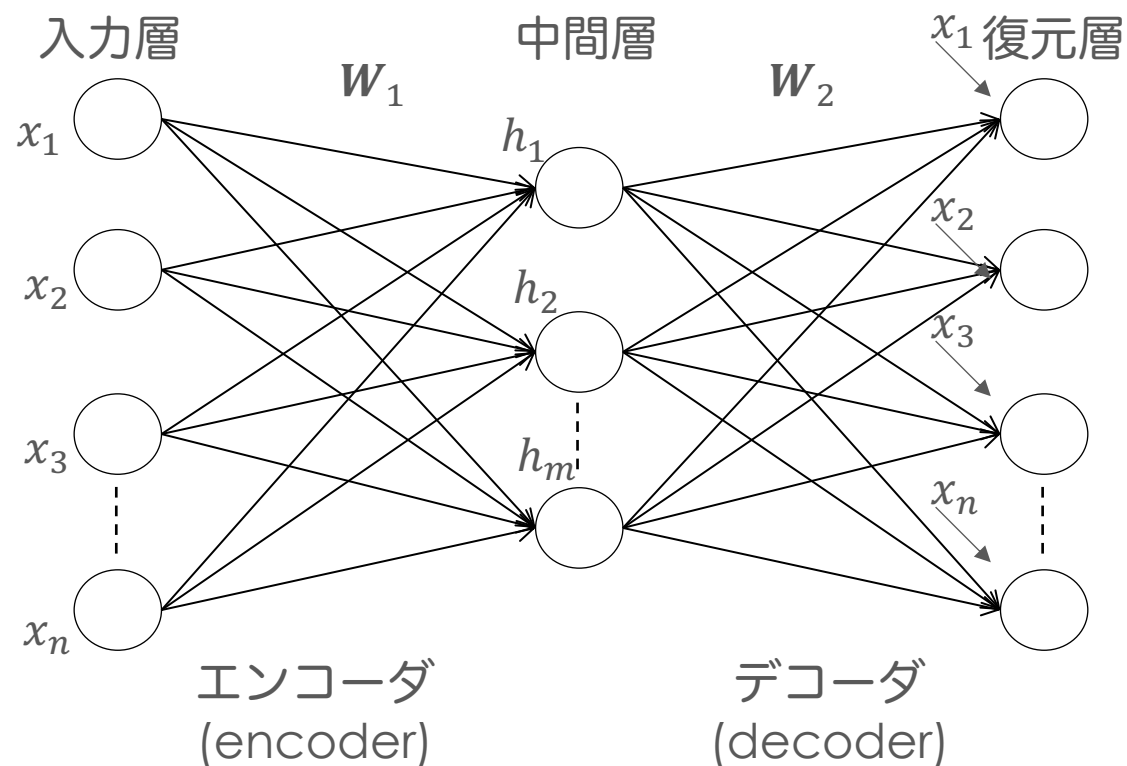 入力層
中間層
復元層
W₁
W₂
x₁
x₂
x₃
xₙ
h₁
h₂
hₘ
x₁
x₂
x₃
xₙ
エンコーダ
(encoder)
デコーダ
(decoder)